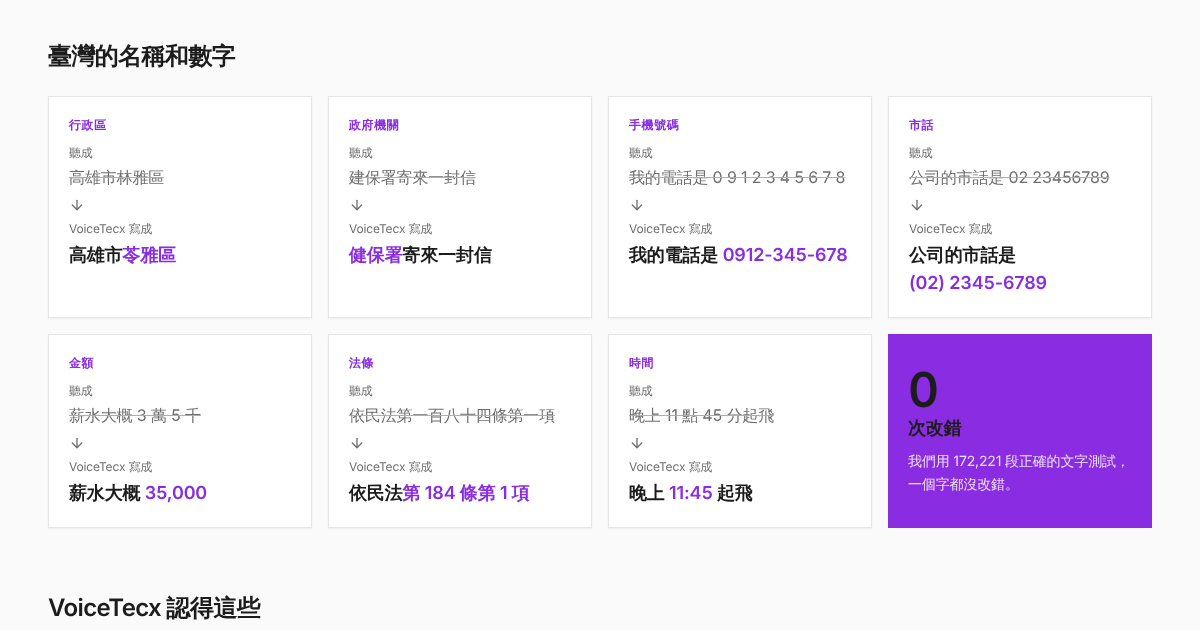 臺灣的名稱和數字
行政區
聽成
高雄市林雅區
↓
VoiceTecx 寫成
高雄市苓雅區
政府機關
聽成
建保署寄來一封信
↓
VoiceTecx 寫成
健保署寄來一封信
手機號碼
聽成
我的電話是 0 9 1 2 3 4 5 6 7 8
↓
VoiceTecx 寫成
我的電話是 0912-345-678
市話
聽成
公司的市話是 02 23456789
↓
VoiceTecx 寫成
公司的市話是
(02) 2345-6789
金額
聽成
薪水大概 3 萬 5 千
↓
VoiceTecx 寫成
薪水大概 35,000
法條
聽成
依民法第一百八十四條第一項
↓
VoiceTecx 寫成
依民法第 184 條第 1 項
時間
聽成
晚上 11 點 45 分起飛
↓
VoiceTecx 寫成
晚上 11:45 起飛
0
次改錯
我們用 172,221 段正確的文字測試，
一個字都沒改錯。
VoiceTecx 認得這些